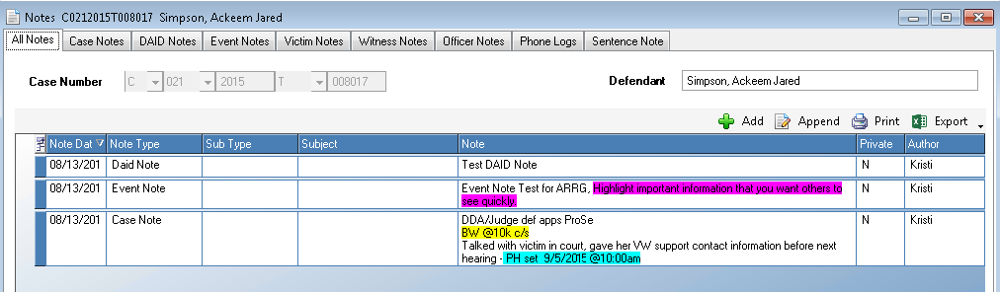 Notes C0212015T008017 Simpson, Ackeem Jared
All Notes Case Notes DAID Notes Event Notes Victim Notes Witness Notes Officer Notes Phone Logs Sentence Note
Case Number C 021 2015 T 008017 Defendant Simpson, Ackeem Jared
Add Append Print Export
Note Dat Note Type Sub Type Subject Note Private Author
08/13/201 Daid Note Test DAID Note N Kristi
08/13/201 Event Note Event Note Test for ARRG, Highlight important information that you want others to N Kristi
see quickly.
08/13/201 Case Note DDA/Judge def apps ProSe N Kristi
BW @10k c/s
Talked with victim in court, gave her VW support contact information before next
hearing - PH set 9/5/2015 @10:00am